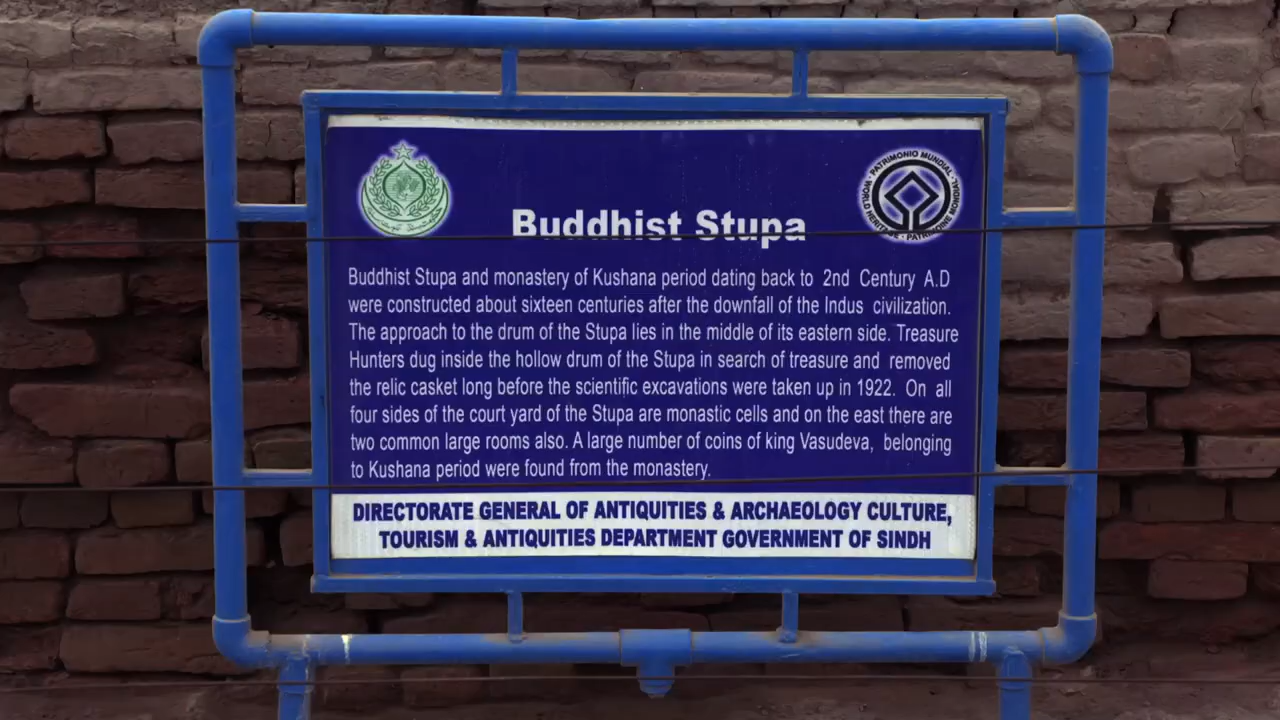 PATRIMONIO MUNDIAL
WORLD HERITAGE
PATRIMOINE MONDIAL
Buddhist Stupa
Buddhist Stupa and monastery of Kushana period dating back to 2nd Century A.D
were constructed about sixteen centuries after the downfall of the Indus civilization.
The approach to the drum of the Stupa lies in the middle of its eastern side. Treasure
Hunters dug inside the hollow drum of the Stupa in search of treasure and removed
the relic casket long before the scientific excavations were taken up in 1922. On all
four sides of the court yard of the Stupa are monastic cells and on the east there are
two common large rooms also. A large number of coins of king Vasudeva, belonging
to Kushana period were found from the monastery.
DIRECTORATE GENERAL OF ANTIQUITIES & ARCHAEOLOGY CULTURE,
TOURISM & ANTIQUITIES DEPARTMENT GOVERNMENT OF SINDH